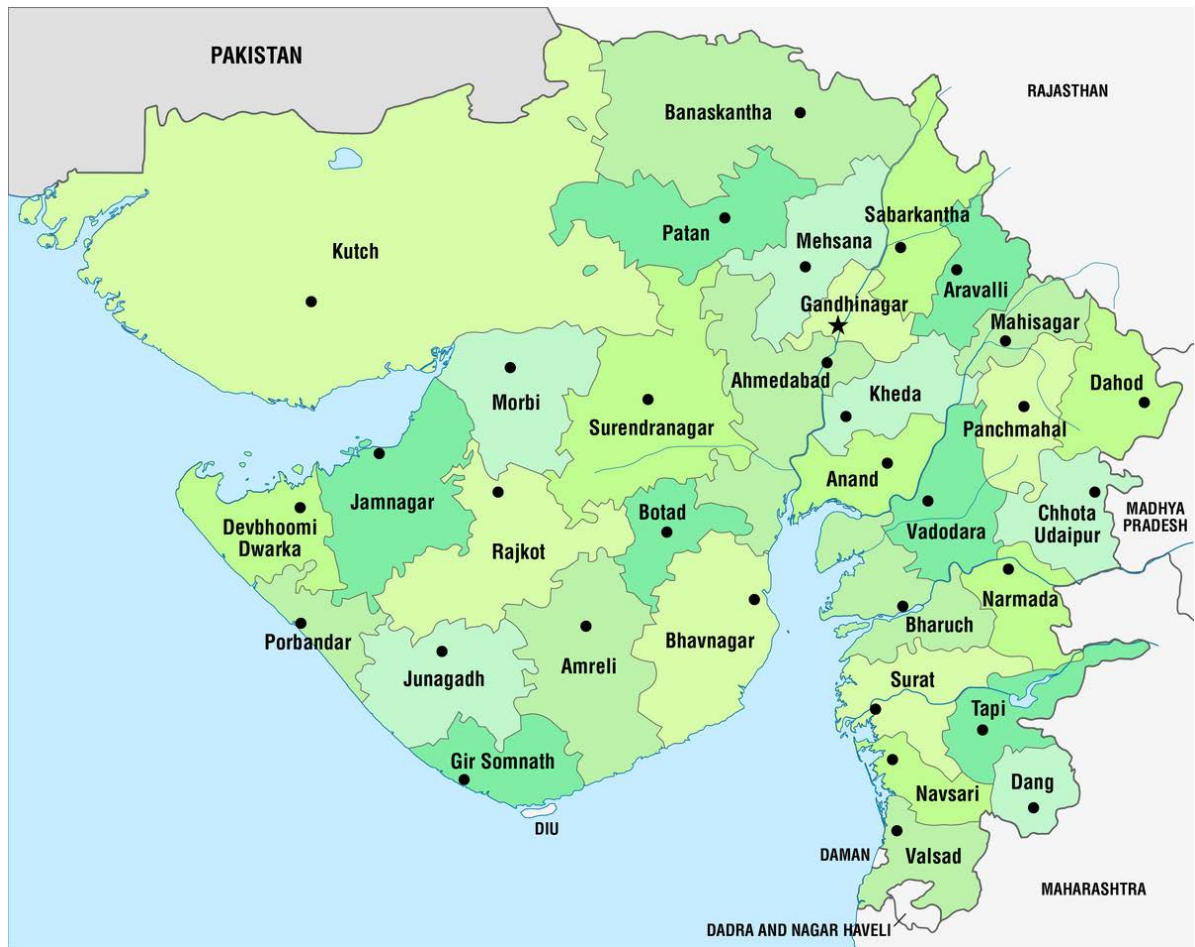 PAKISTAN
RAJASTHAN
Banaskantha
Patan
Sabarkantha
Mehsana
Kutch
Aravalli
Gandhinagar
Mahisagar
Ahmedabad
Dahod
Kheda
Morbi
Surendranagar
Panchmahal
Anand
Jamnagar
Botad
Devbhoomi
Dwarka
Rajkot
Vadodara
Chhota
Udaipur
MADHYA
PRADESH
Narmada
Bharuch
Porbandar
Bhavnagar
Amreli
Junagadh
Surat
Tapi
Gir Somnath
Dang
Navsari
DIU
DAMAN
Valsad
MAHARASHTRA
DADRA AND NAGAR HAVELI